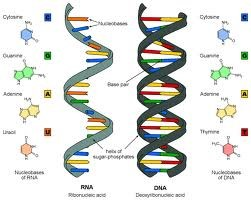 Cytosine
C
Guanine
G
Adenine
A
Uracil
U
Nucleobases
of RNA
Nucleobases
Base pair
helix of
sugar-phosphates
RNA
Ribonucleic acid
DNA
Deoxyribonucleic acid
Cytosine
C
Guanine
G
Adenine
A
Thymine
T
Nucleobases
of DNA